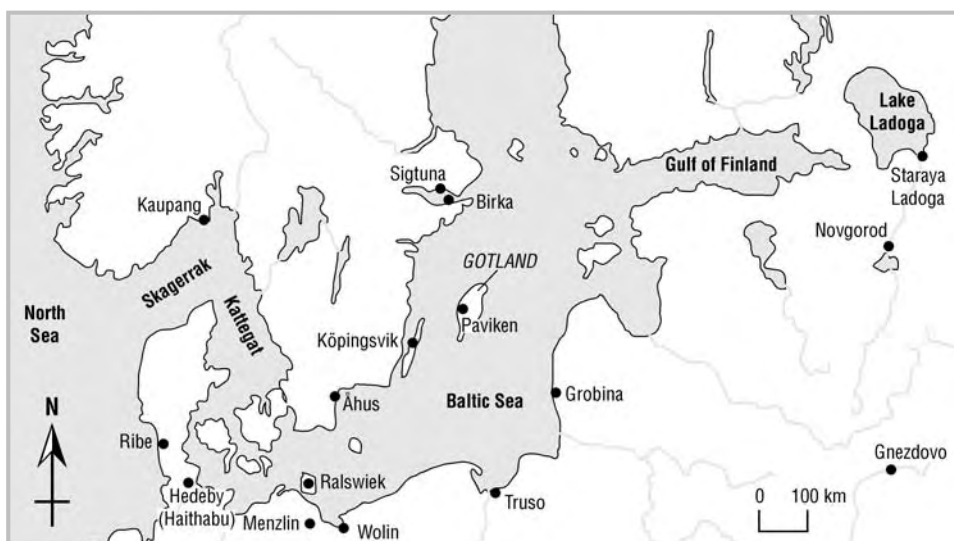 Lake
Ladoga
Gulf of Finland
Staraya
Ladoga
Sigtuna
Birka
Kaupang
Novgorod
GOTLAND
Skagerrak
North
Sea
Kattegat
Paviken
Köpingsvik
Baltic Sea
Grobina
Åhus
N
Ribe
Gnezdovo
Hedeby
(Haithabu)
Ralswiek
Truso
0 100 km
Menzlin
Wolin